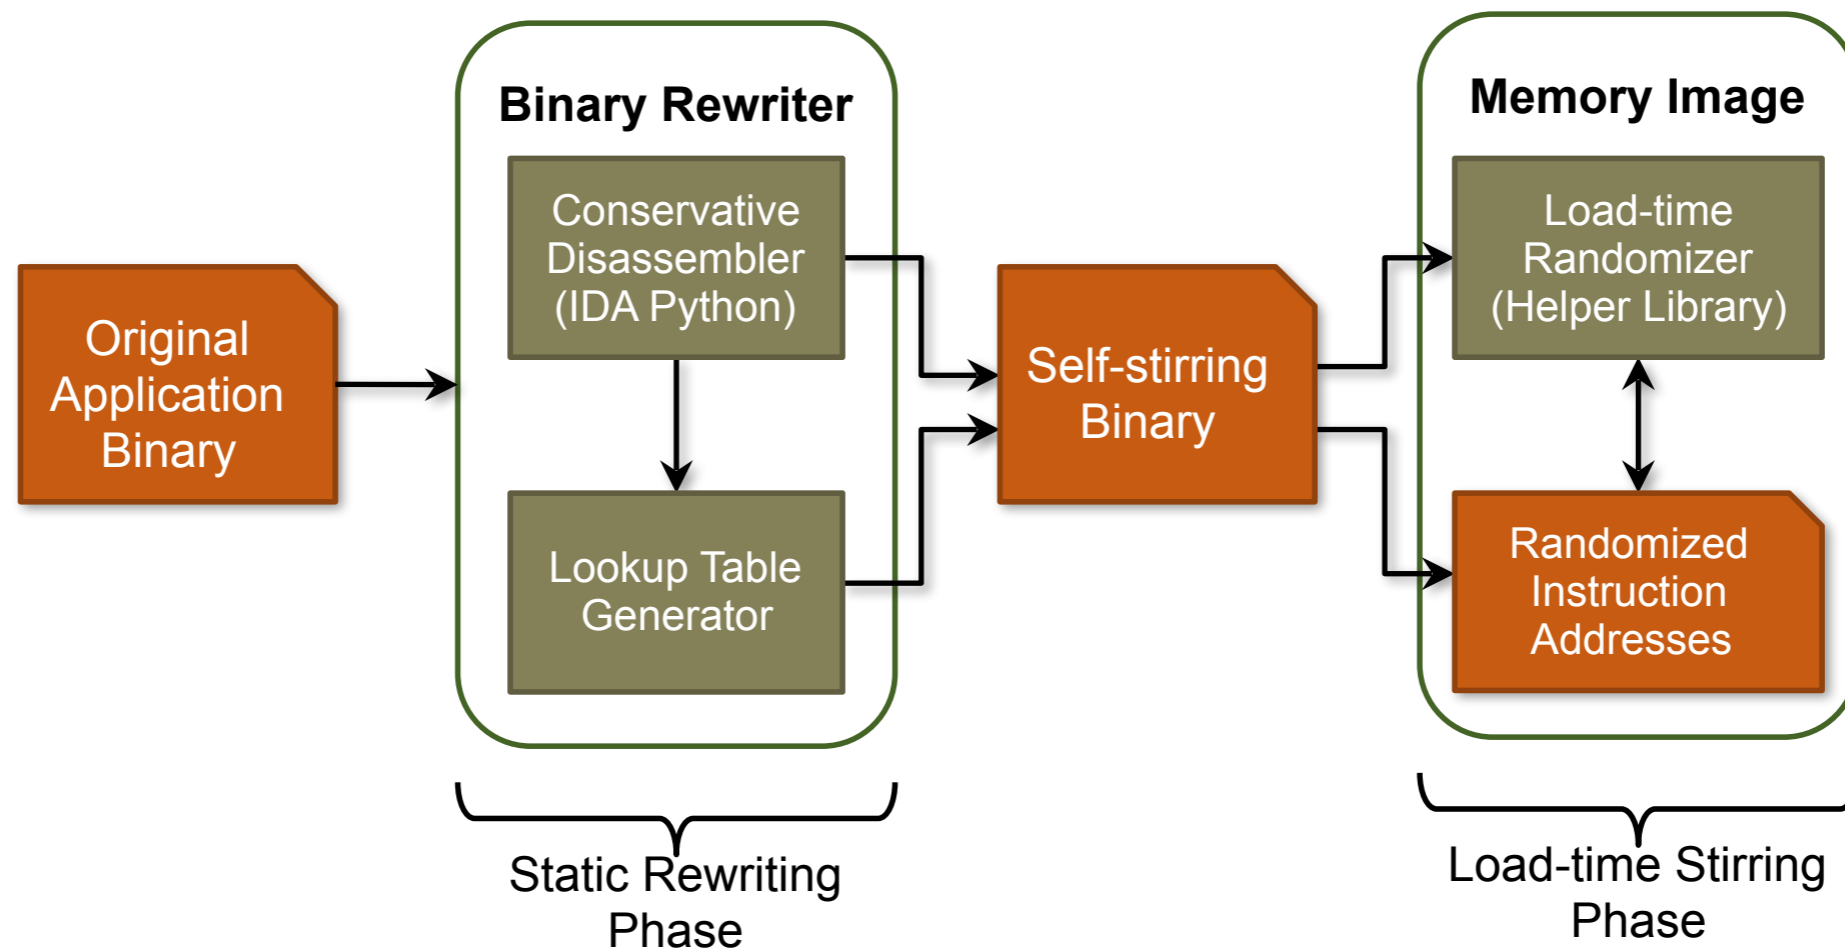 Original
Application
Binary
Binary Rewriter
Conservative
Disassembler
(IDA Python)
Lookup Table
Generator
Static Rewriting
Phase
Self-stirring
Binary
Memory Image
Load-time
Randomizer
(Helper Library)
Randomized
Instruction
Addresses
Load-time Stirring
Phase